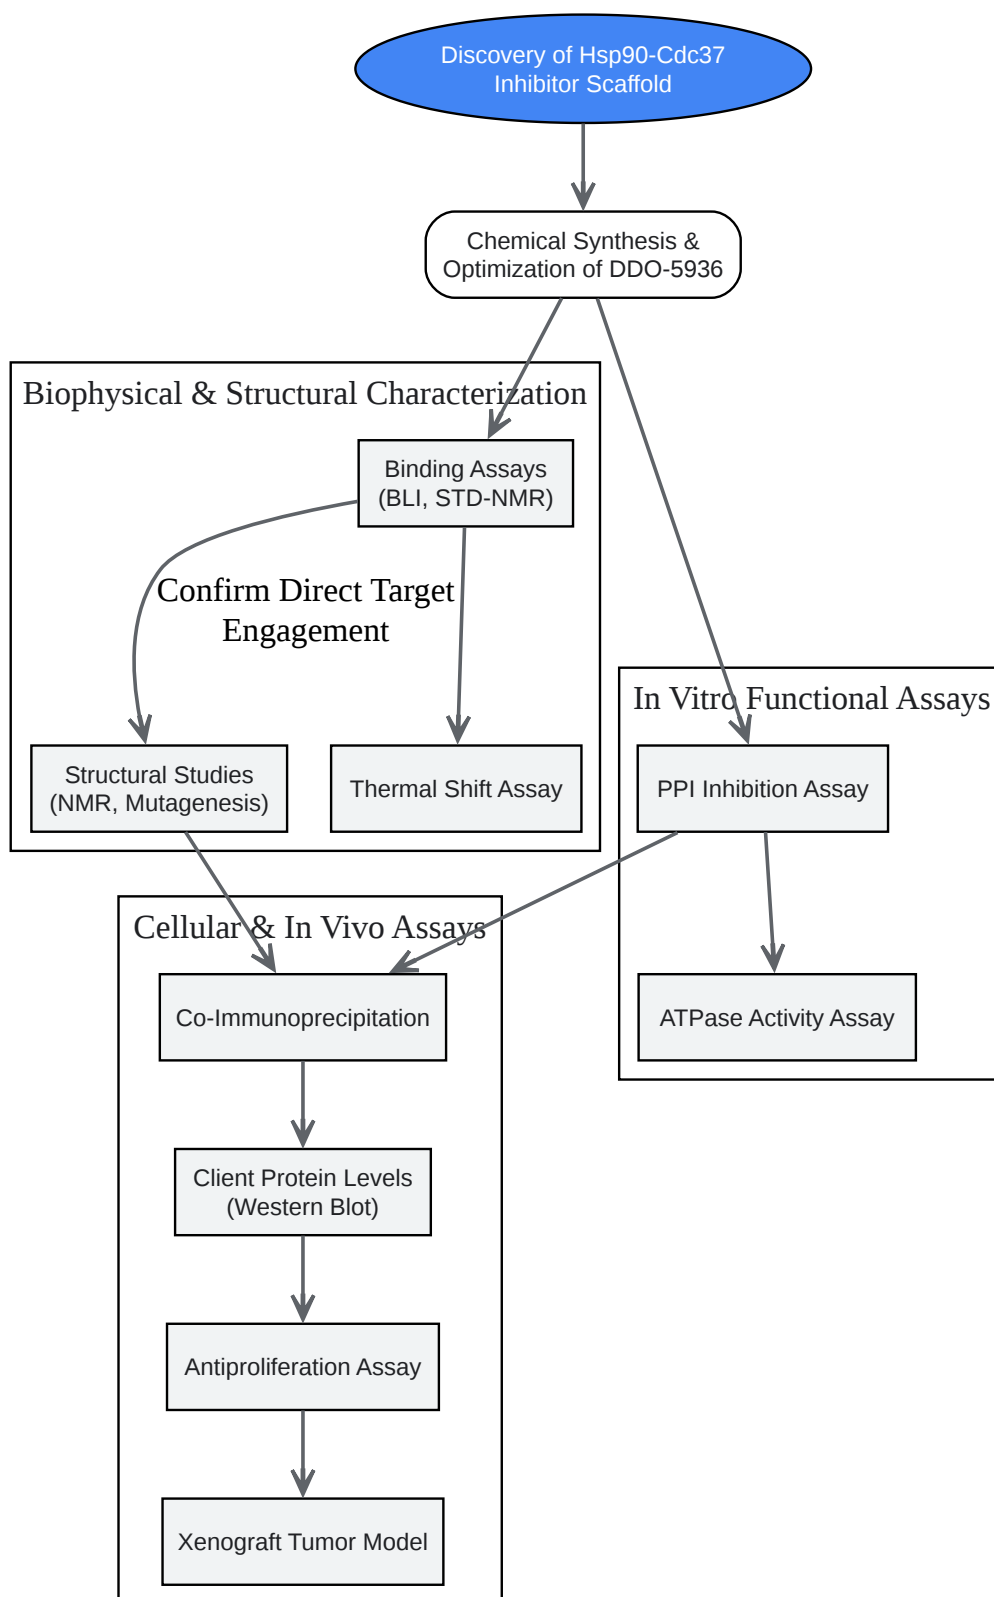 Discovery of Hsp90-Cdc37
Inhibitor Scaffold
Chemical Synthesis &
Optimization of DDO-5936
Biophysical & Structural Characterization
Binding Assays
(BLI, STD-NMR)
Confirm Direct Target
Engagement
Structural Studies
(NMR, Mutagenesis)
Thermal Shift Assay
In Vitro Functional Assays
PPI Inhibition Assay
ATPase Activity Assay
Cellular & In Vivo Assays
Co-Immunoprecipitation
Client Protein Levels
(Western Blot)
Antiproliferation Assay
Xenograft Tumor Model